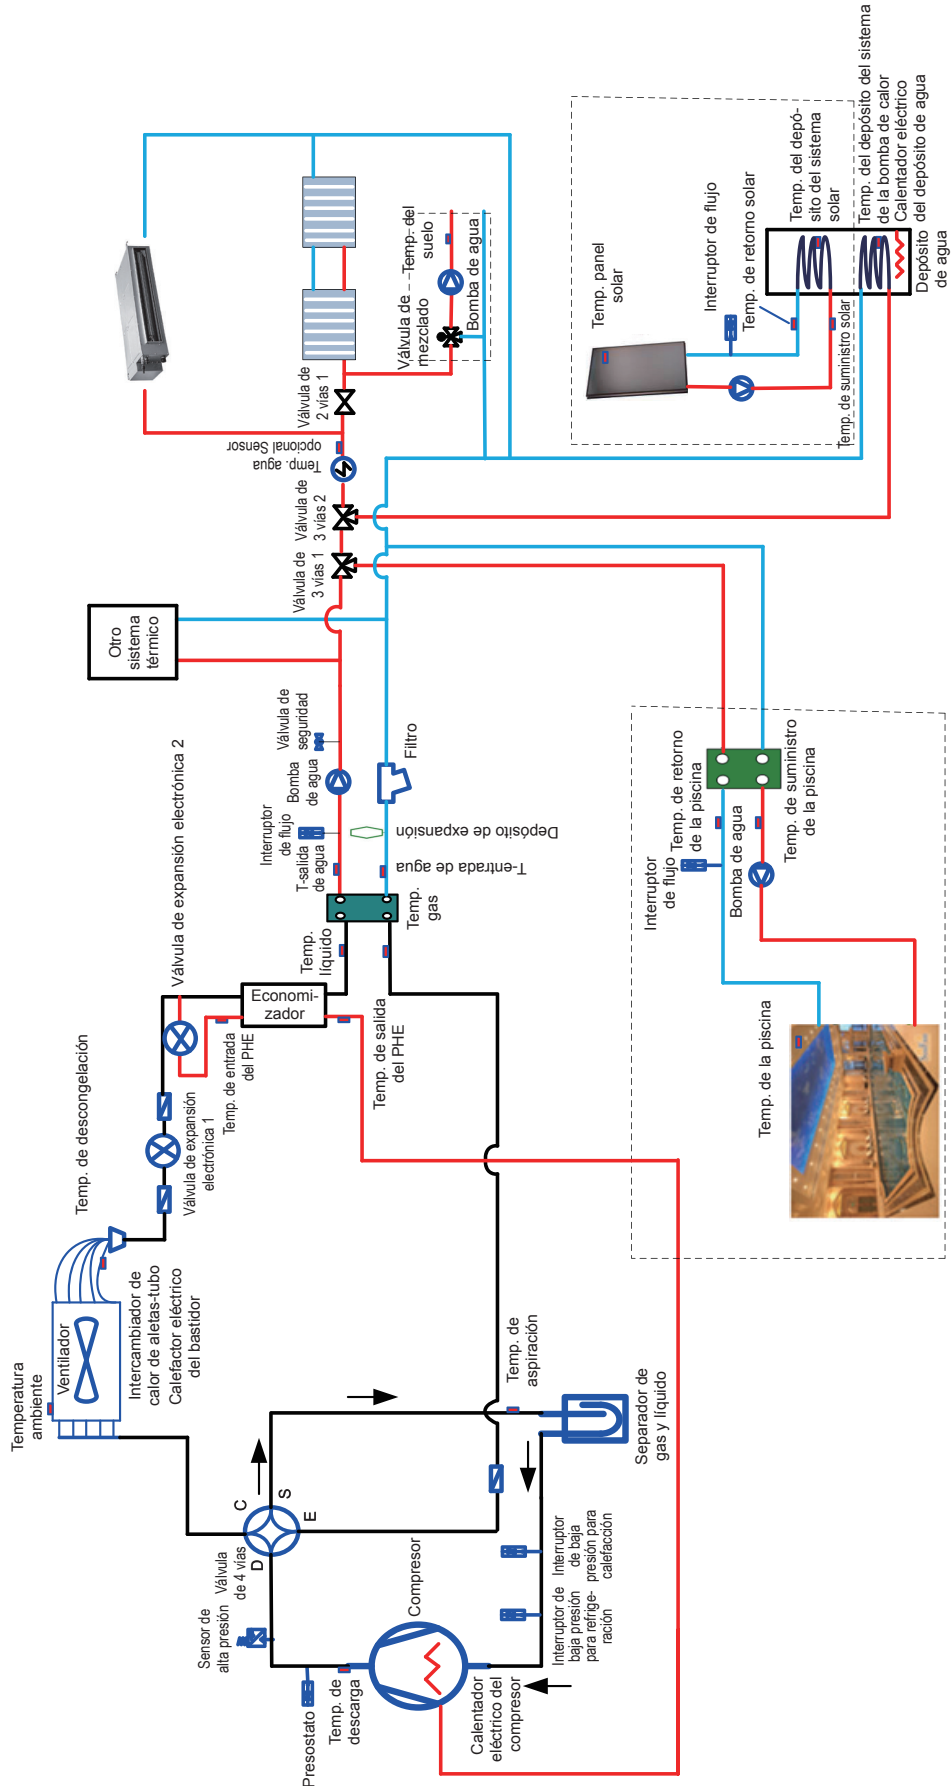 Temperatura
ambiente
Ventilador
Intercambiador de
calor de aletas-tubo
Calefactor eléctrico
del bastidor
Temp. de descongelación
Válvula de expansión
electrónica 1
Válvula de expansión electrónica 2
Temp. de entrada
del PHE
Economi-
zador
Temp.
líquido
Temp. de salida
del PHE
Temp.
gas
Presostato
Sensor de
alta presión
Válvula
de 4 vías
D
C
S
E
Temp. de
descarga
Compresor
Calentador
eléctrico del
compresor
Interruptor de
baja presión
para refrige-
ración
Interruptor
de baja
presión para
calefacción
Temp. de
aspiración
Separador de
gas y líquido
T-salida
de agua
Interruptor
de flujo
Bomba
de agua
Válvula de
seguridad
T-entrada de agua
Depósito de expansión
Filtro
Otro
sistema
térmico
Válvula de
3 vías 1
Válvula de
3 vías 2
Temp. agua
opcional Sensor
Válvula de
2 vías 1
Válvula de
mezclado
Temp. del
suelo
Bomba de agua
Temp. panel
solar
Interruptor de flujo
Temp. de retorno solar
Temp. de suministro solar
Temp. del depó-
sito del sistema
solar
Temp. del depósito del sistema
de la bomba de calor
Calentador eléctrico
del depósito de agua
Depósito
de agua
Temp. de la piscina
Interruptor
de flujo
Temp. de retorno
de la piscina
Bomba de agua
Temp. de suministro
de la piscina